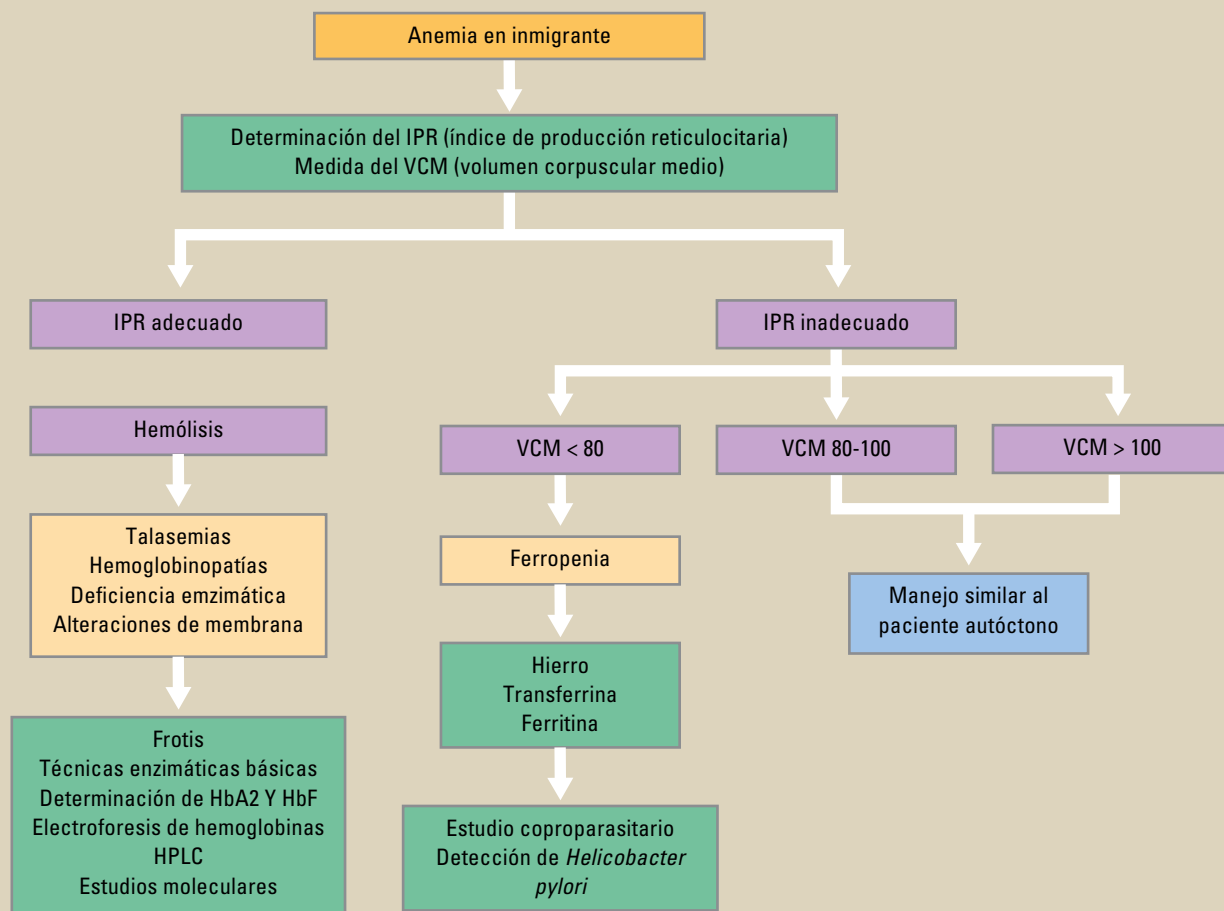 Anemia en inmigrante
Determinación del IPR (índice de producción reticulocitaria)
Medida del VCM (volumen corpuscular medio)
IPR adecuado
IPR inadecuado
Hemólisis
VCM < 80
VCM 80-100
VCM > 100
Talasemias
Hemoglobinopatías
Deficiencia emzimática
Alteraciones de membrana
Ferropenia
Manejo similar al
paciente autóctono
Hierro
Transferrina
Ferritina
Frotis
Técnicas enzimáticas básicas
Determinación de HbA2 Y HbF
Electroforesis de hemoglobinas
HPLC
Estudios moleculares
Estudio coproparasitario
Detección de Helicobacter
pylori